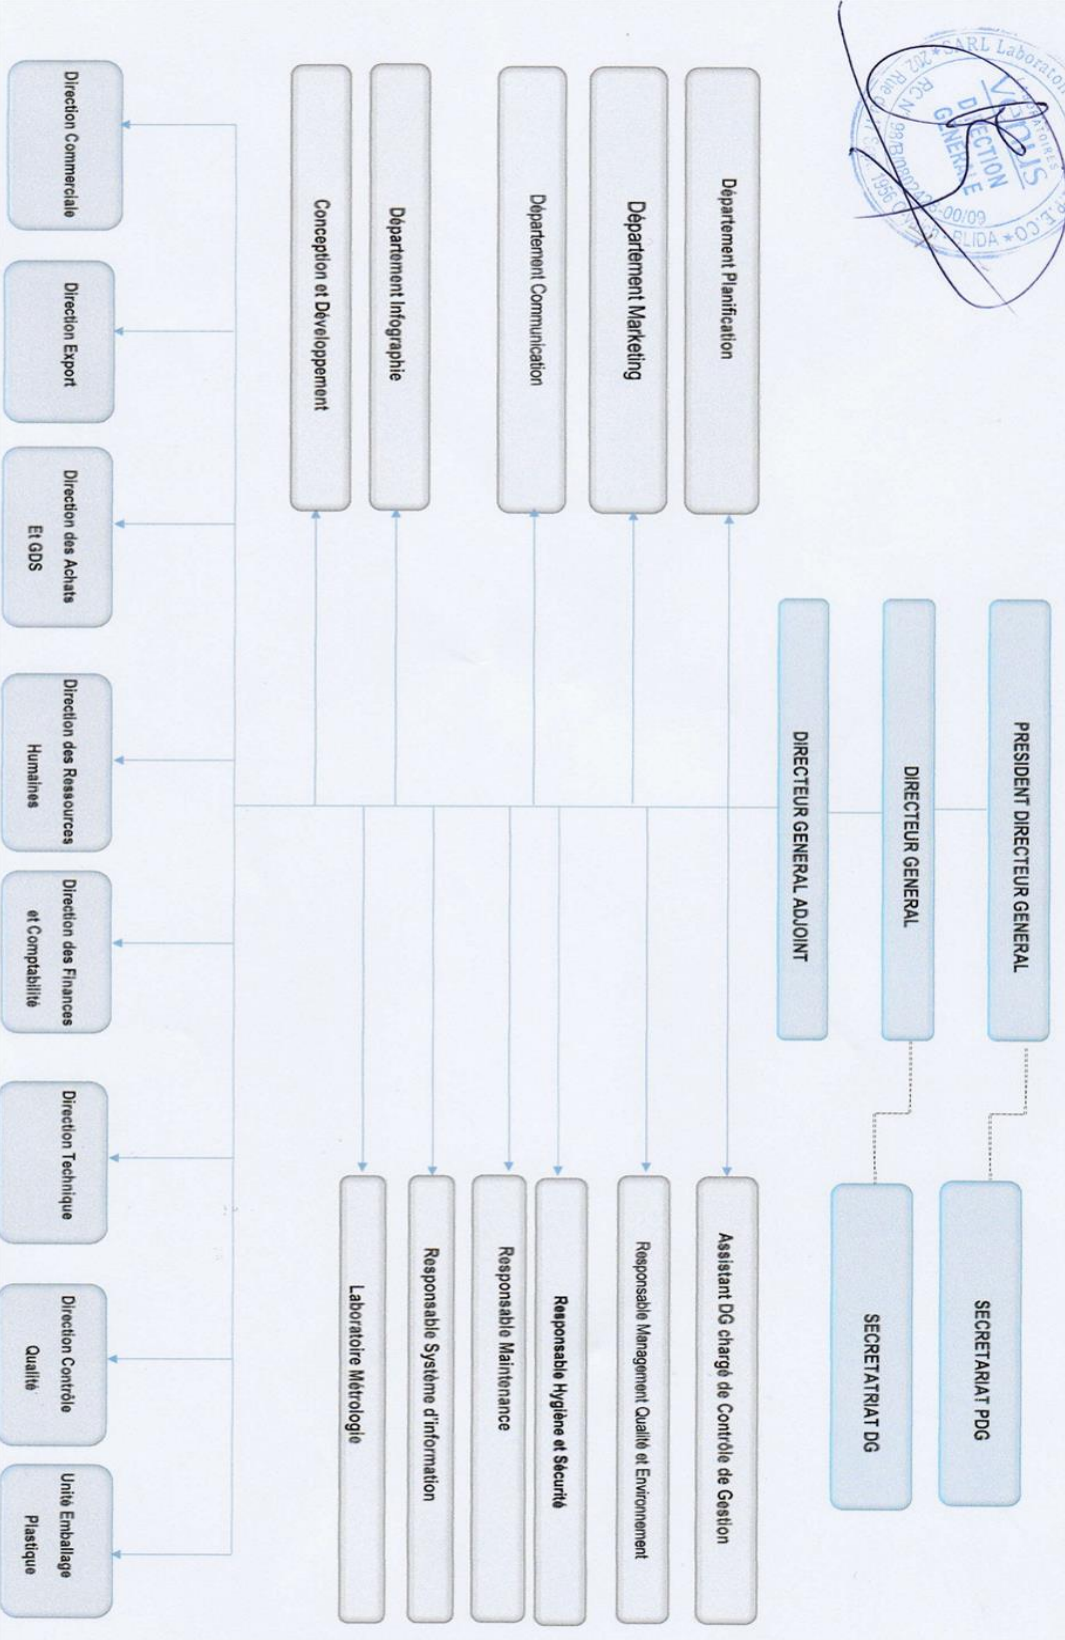 SARL Laborato
LABORATOIRES
Venus
DIRECTION
GENERALE
PRESIDENT DIRECTEUR GENERAL
SECRETARIAT PDG
DIRECTEUR GENERAL
SECRETATRIAT DG
DIRECTEUR GENERAL ADJOINT
Département Planification
Assistant DG chargé de Contrôle de Gestion
Département Marketing
Responsable Management Qualité et Environnement
Département Communication
Responsable Hygiène et Sécurité
Responsable Maintenance
Département Infographie
Responsable Système d'information
Conception et Développement
Laboratoire Métrologie
Direction Commerciale
Direction Export
Direction des Achats
Et GDS
Direction des Ressources
Humaines
Direction des Finances
et Comptabilité
Direction Technique
Direction Contrôle
Qualité
Unité Emballage
Plastique